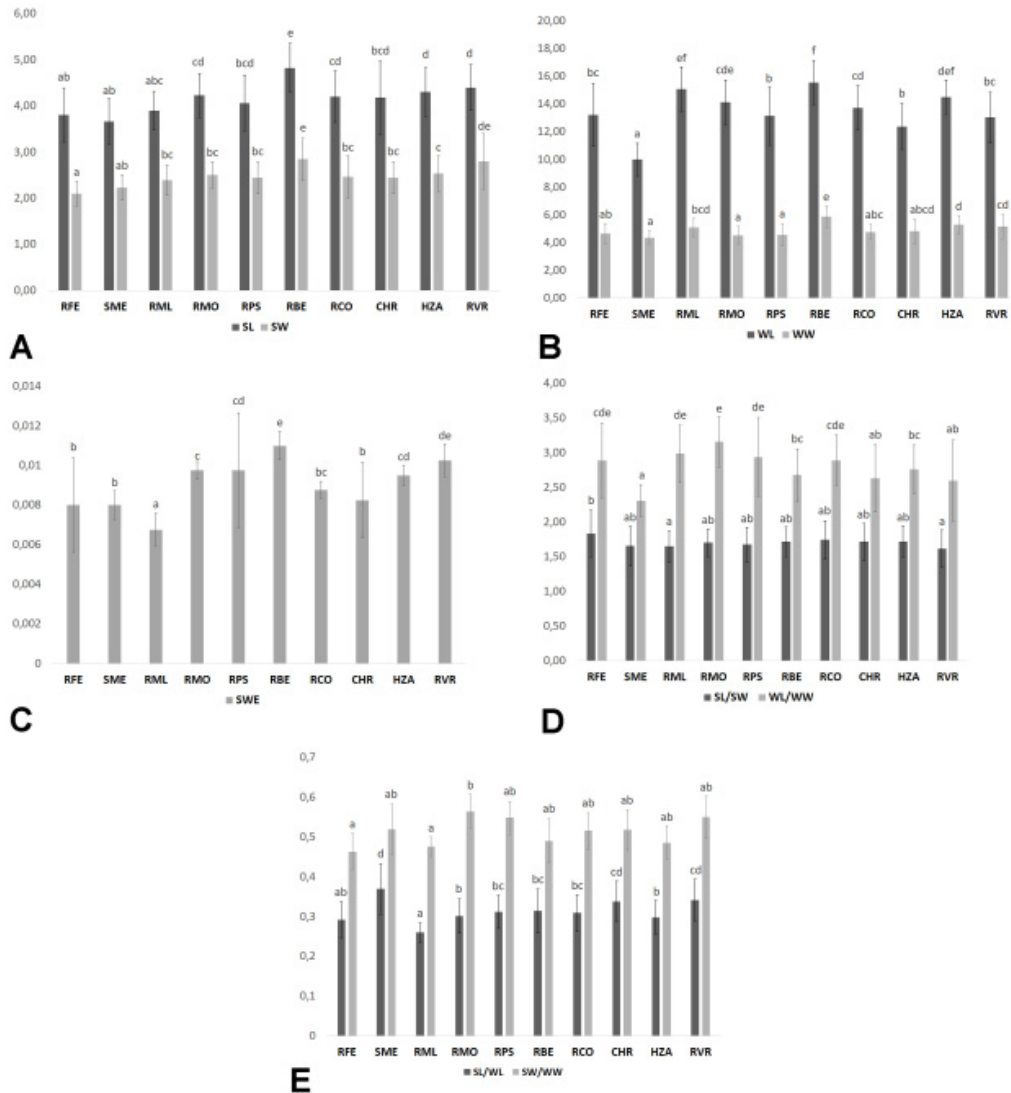 6,00
5,00
4,00
3,00
2,00
1,00
0,00
ab ab abc cd bcd e cd bcd d d
a ab bc bc bc e bc bc c de
RFE SME RML RMO RPS RBE RCO CHR HZA RVR
SL SW
A
20,00
18,00
16,00
14,00
12,00
10,00
8,00
6,00
4,00
2,00
0,00
bc a ef cde b f cd b def bc
ab a bcd a a e abc abcd d cd
RFE SME RML RMO RPS RBE RCO CHR HZA RVR
WL WW
B
0,014
0,012
0,01
0,008
0,006
0,004
0,002
0
b b a c cd e bc b cd de
RFE SME RML RMO RPS RBE RCO CHR HZA RVR
SWE
C
4,00
3,50
3,00
2,50
2,00
1,50
1,00
0,50
0,00
cde a de e de bc cde ab bc ab
b ab a ab ab ab ab ab ab a
RFE SME RML RMO RPS RBE RCO CHR HZA RVR
SL/SW WL/WW
D
0,7
0,6
0,5
0,4
0,3
0,2
0,1
0
a ab a b ab ab ab ab ab ab
ab d a b bc bc bc cd b cd
RFE SME RML RMO RPS RBE RCO CHR HZA RVR
SL/WL SW/WW
E